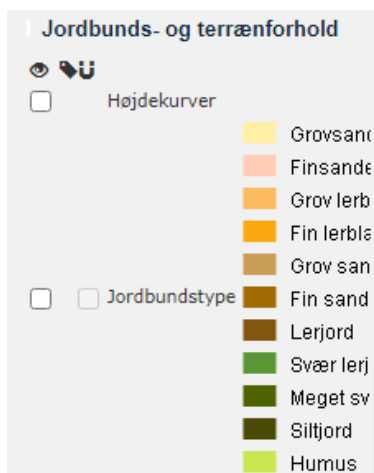 Jordbunds- og terrænforhold
Højdekurver
Grovsand
Finsande
Grov lerb
Fin lerbla
Grov san
Jordbundstype
Fin sand
Lerjord
Svær lerj
Meget sv
Siltjord
Humus